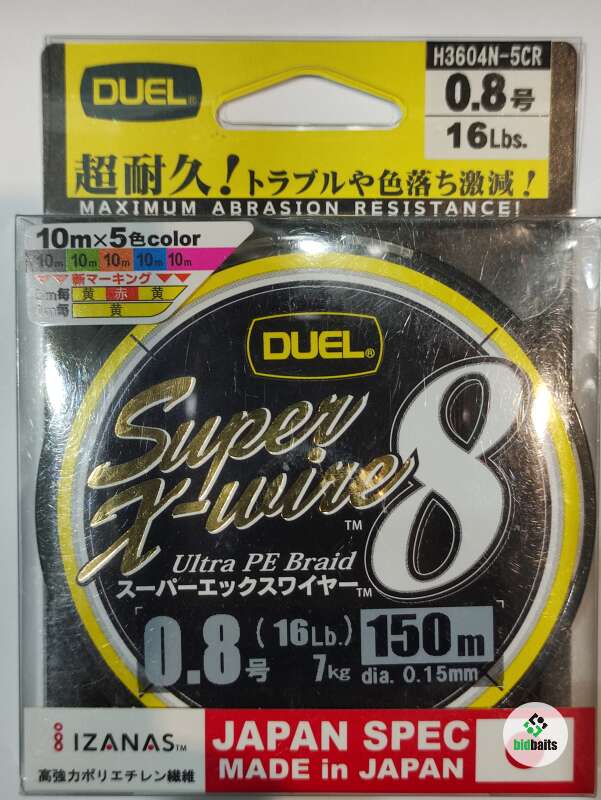 DUEL®
H3604N-5CR
0.8号
16Lbs.
超耐久!トラブルや色落ち激減!
MAXIMUM ABRASION RESISTANCE!
10m×5色color
10m 10m 10m 10m 10m
新マーキング
黄 赤 黄
黄
DUEL®
Super
X-wire™ 8
Ultra PE Braid
スーパーエックスワイヤー™
0.8号 (16Lb.) 7kg
150m
dia. 0.15mm
IZANAS™
高強力ポリエチレン繊維
JAPAN SPEC
MADE in JAPAN
bidbaits